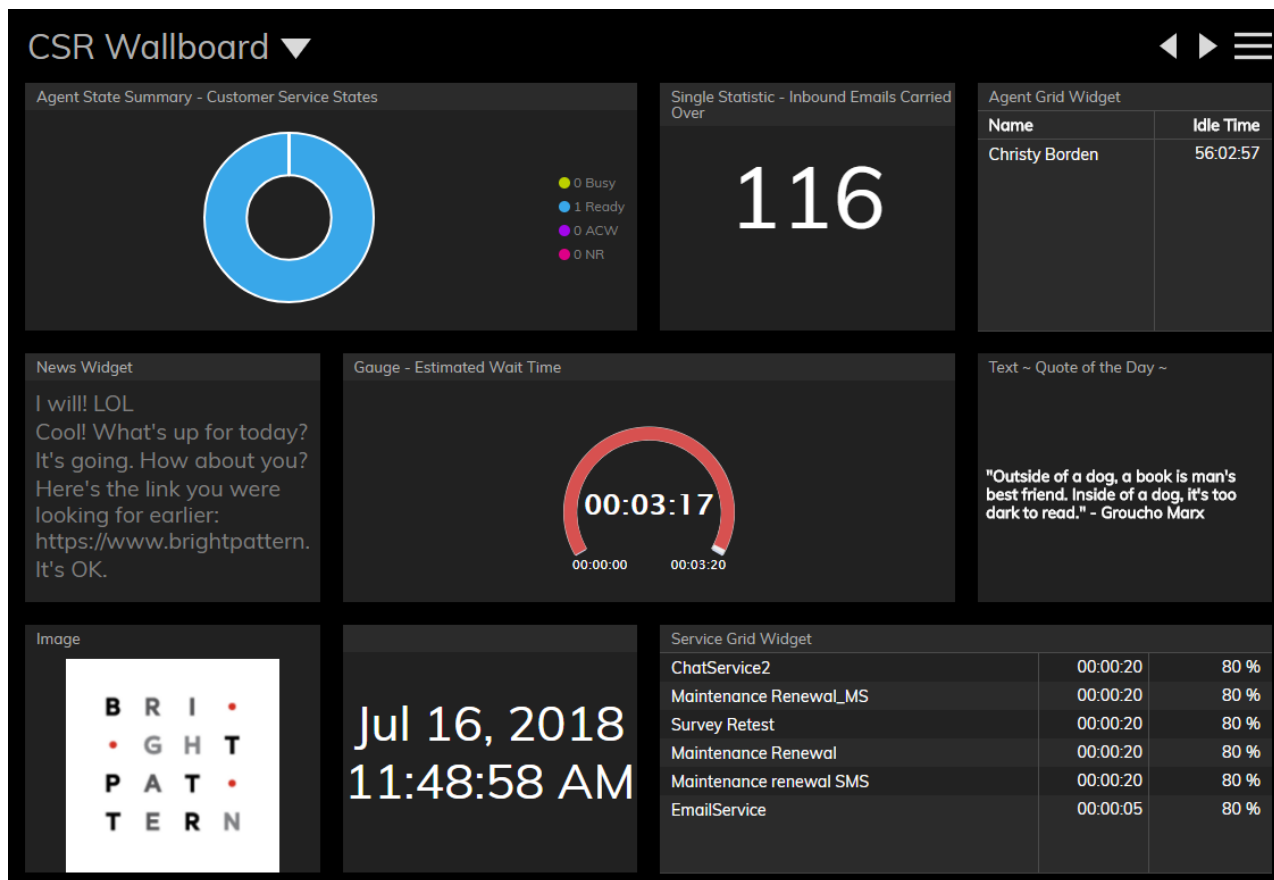 CSR Wallboard
Agent State Summary - Customer Service States
0 Busy
1 Ready
0 ACW
0 NR
Single Statistic - Inbound Emails Carried
Over
116
Agent Grid Widget
Name Idle Time
Christy Borden 56:02:57
News Widget
I will! LOL
Cool! What's up for today?
It's going. How about you?
Here's the link you were
looking for earlier:
https://www.brightpattern.
It's OK.
Gauge - Estimated Wait Time
00:03:17
00:00:00 00:03:20
Text ~ Quote of the Day ~
"Outside of a dog, a book is man's
best friend. Inside of a dog, it's too
dark to read." - Groucho Marx
Image
B R I
G H T
P A T
T E R N
Jul 16, 2018
11:48:58 AM
Service Grid Widget
ChatService2 00:00:20 80 %
Maintenance Renewal_MS 00:00:20 80 %
Survey Retest 00:00:20 80 %
Maintenance Renewal 00:00:20 80 %
Maintenance renewal SMS 00:00:20 80 %
EmailService 00:00:05 80 %